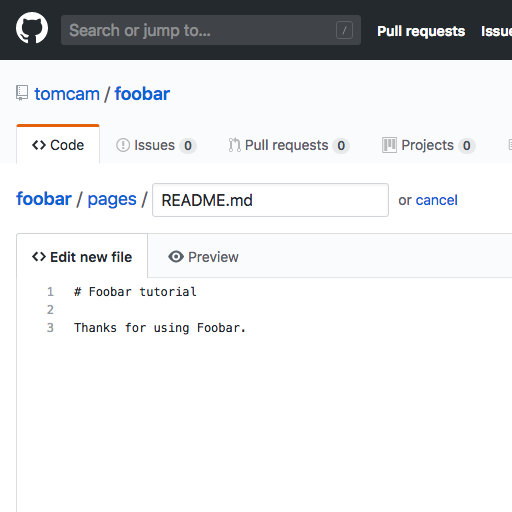 Search or jump to... / Pull requests Issu
tomcam / foobar
<> Code Issues 0 Pull requests 0 Projects 0
foobar / pages / README.md or cancel
<> Edit new file Preview
1 # Foobar tutorial
2
3 Thanks for using Foobar.